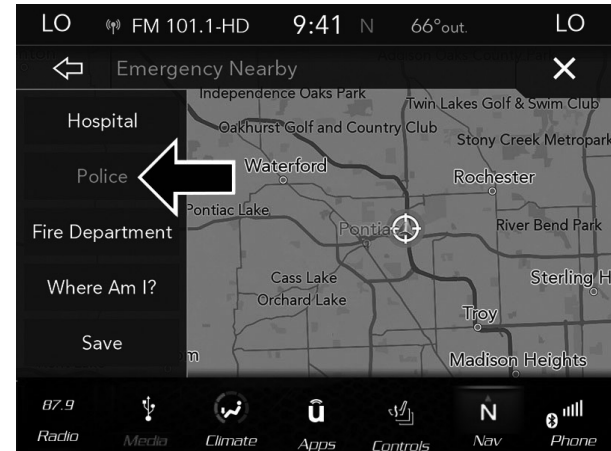 LO FM 101.1-HD 9:41 N 66°out. LO
Emergency Nearby
Hospital
Police
Fire Department
Where Am I?
Save
Independence Oaks Park
Twin Lakes Golf & Swim Club
Oakhurst Golf and Country Club
Stony Creek Metropark
Waterford
Rochester
Pontiac Lake
Pontiac
River Bend Park
Cass Lake
Orchard Lake
Sterling H
Troy
m
Madison Heights
87.9
Radio
Media
Climate
û
Apps
Controls
N
Nav
Phone